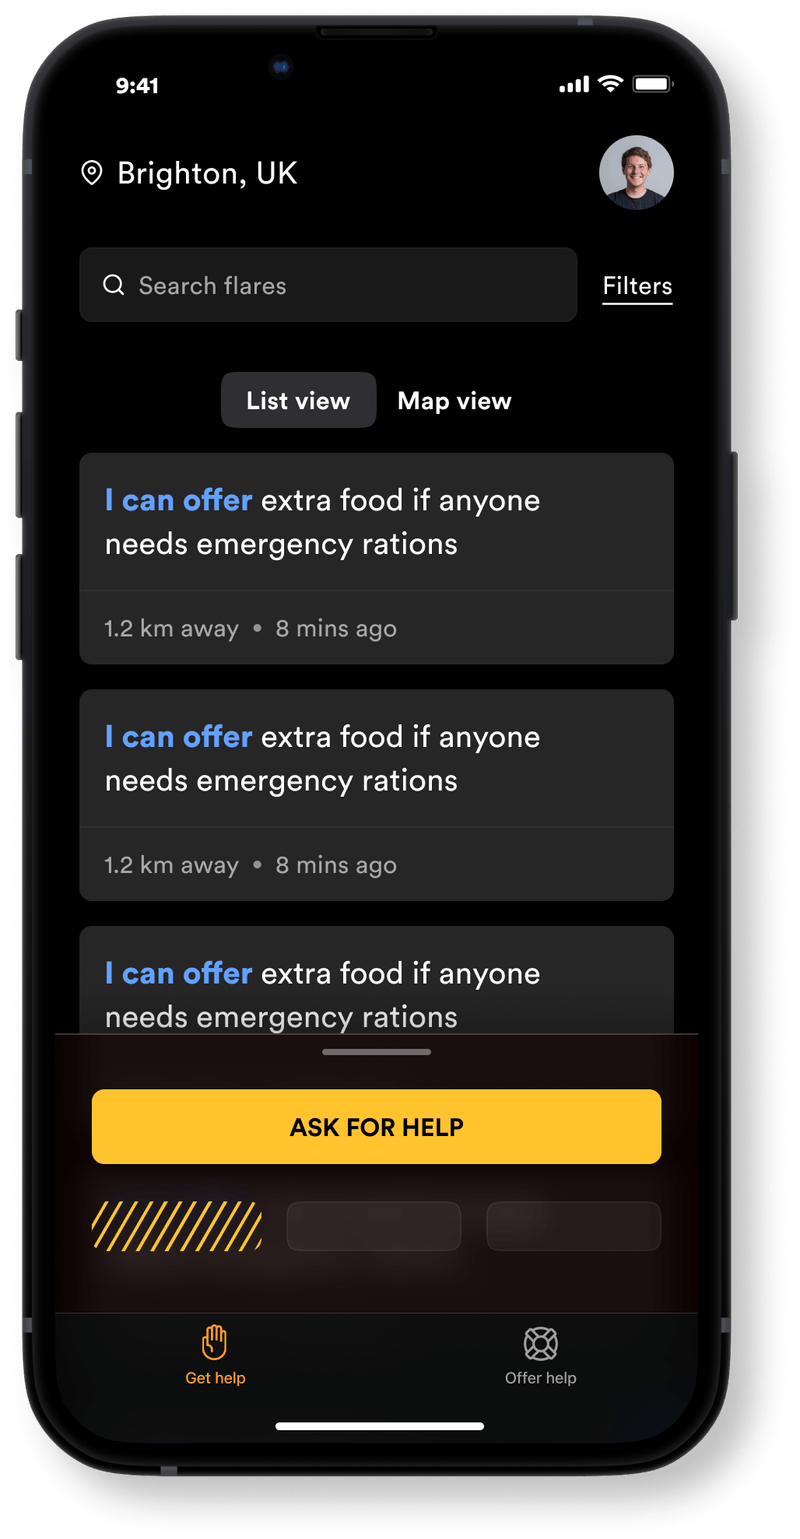 9:41
Brighton, UK
Search flares
Filters
List view
Map view
I can offer extra food if anyone
needs emergency rations
1.2 km away • 8 mins ago
I can offer extra food if anyone
needs emergency rations
1.2 km away • 8 mins ago
I can offer extra food if anyone
needs emergency rations
ASK FOR HELP
Get help
Offer help